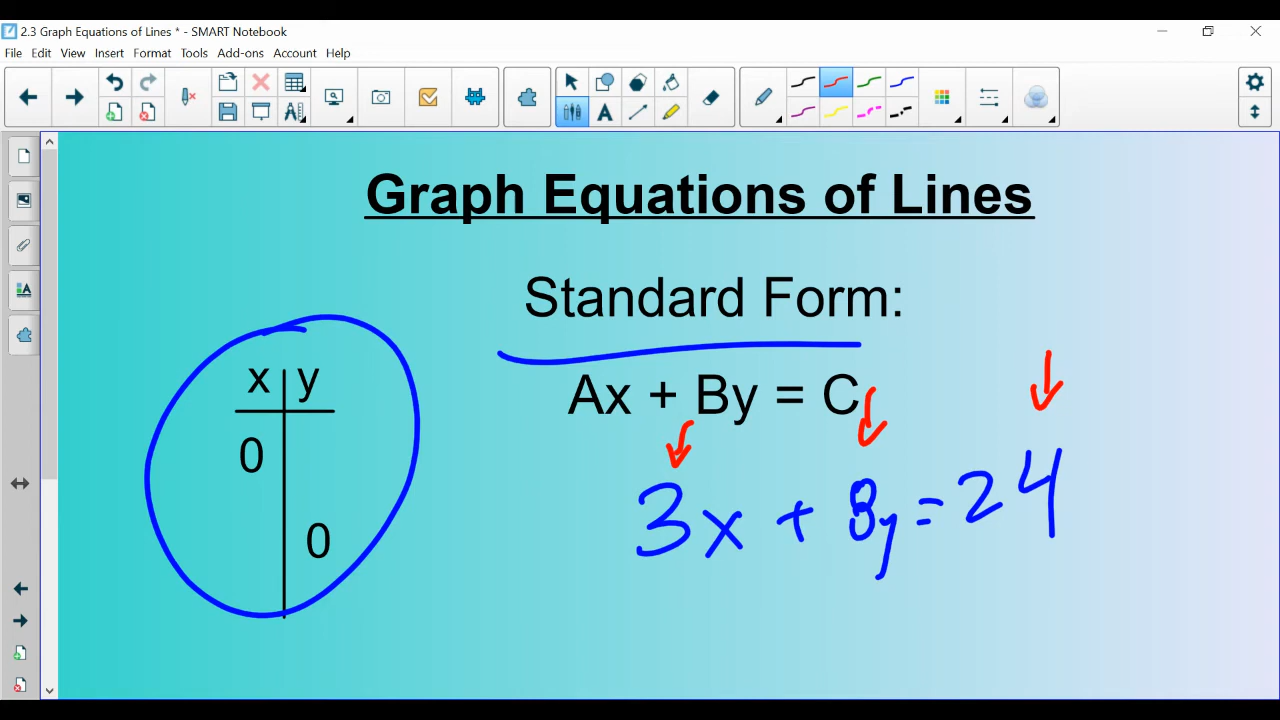 2.3 Graph Equations of Lines * - SMART Notebook
File Edit View Insert Format Tools Add-ons Account Help
Graph Equations of Lines
Standard Form:
Ax + By = C
x y
0
0
3x + 8y = 24